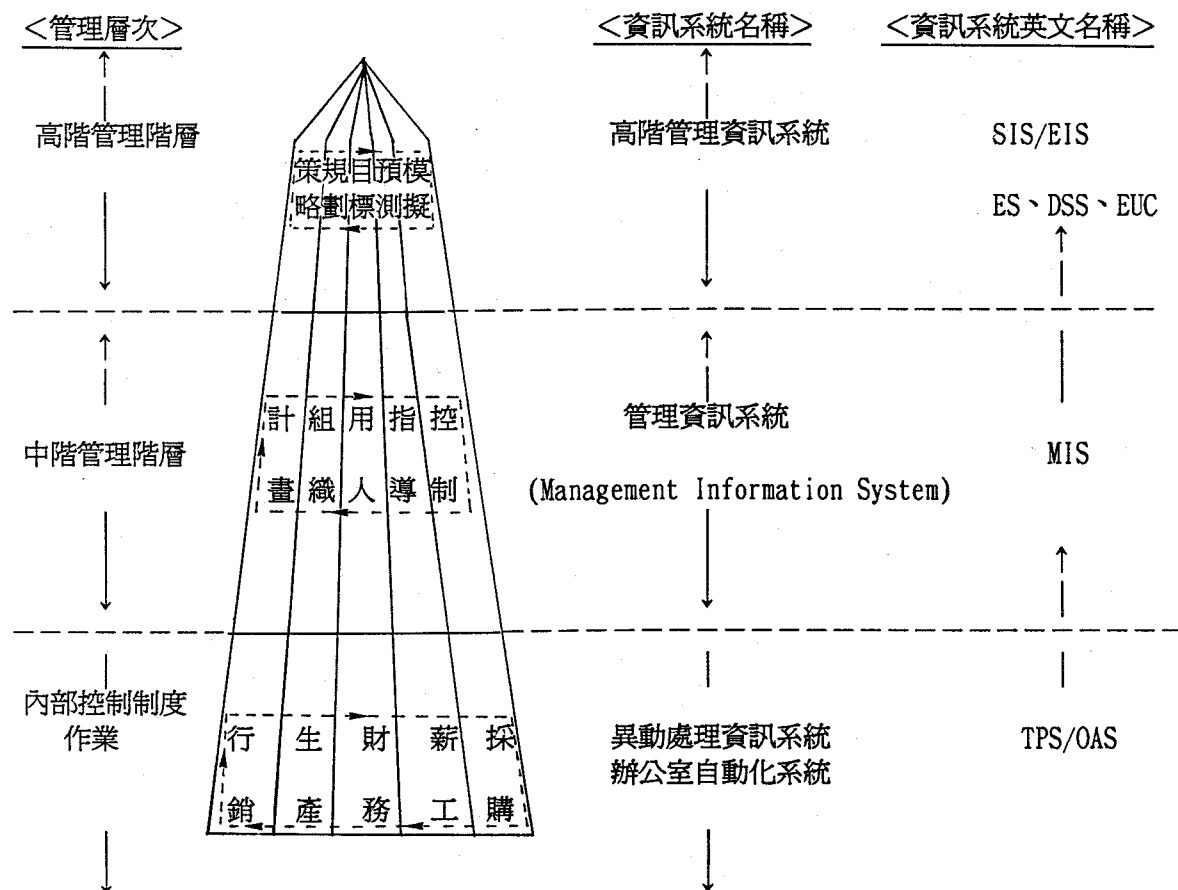 <管理層次>
<資訊系統名稱>
<資訊系統英文名稱>
高階管理階層
高階管理資訊系統
SIS/EIS
策規目預模
略劃標測擬
ES、DSS、EUC
計組用指控
畫織人導制
管理資訊系統
中階管理階層
MIS
(Management Information System)
內部控制制度
作業
行生財薪採
銷產務工購
異動處理資訊系統
辦公室自動化系統
TPS/OAS